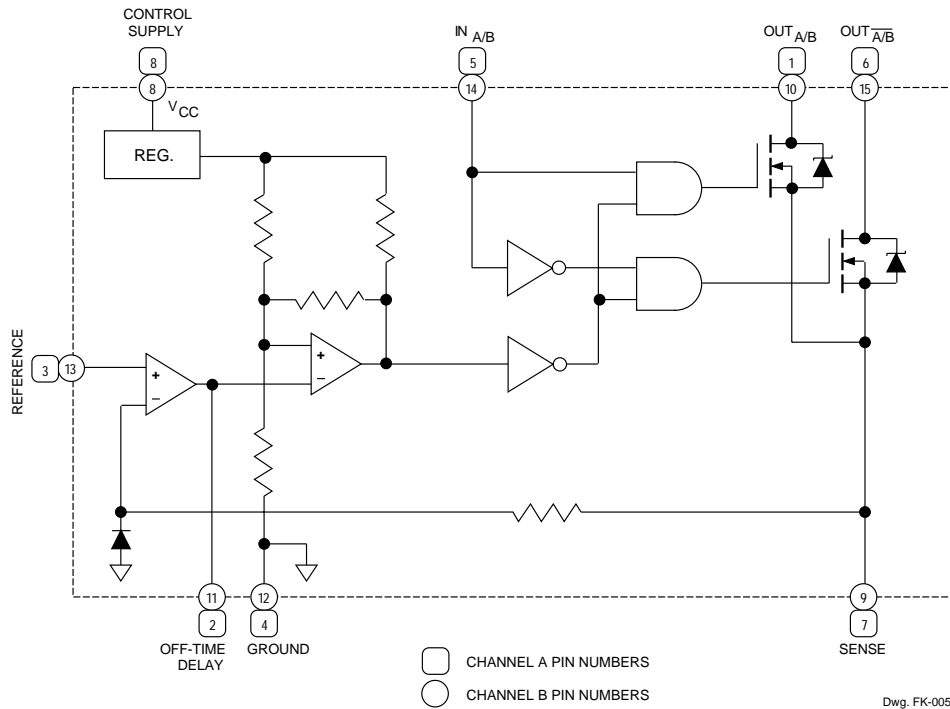 CONTROL
SUPPLY
IN A/B
OUT A/B
OUT A̅/̅B̅
8
5
1
6
8
14
10
15
VCC
REG.
REFERENCE
3
13
+
–
+
–
11
12
9
2
4
7
OFF-TIME
DELAY
GROUND
SENSE
CHANNEL A PIN NUMBERS
CHANNEL B PIN NUMBERS
Dwg. FK-005